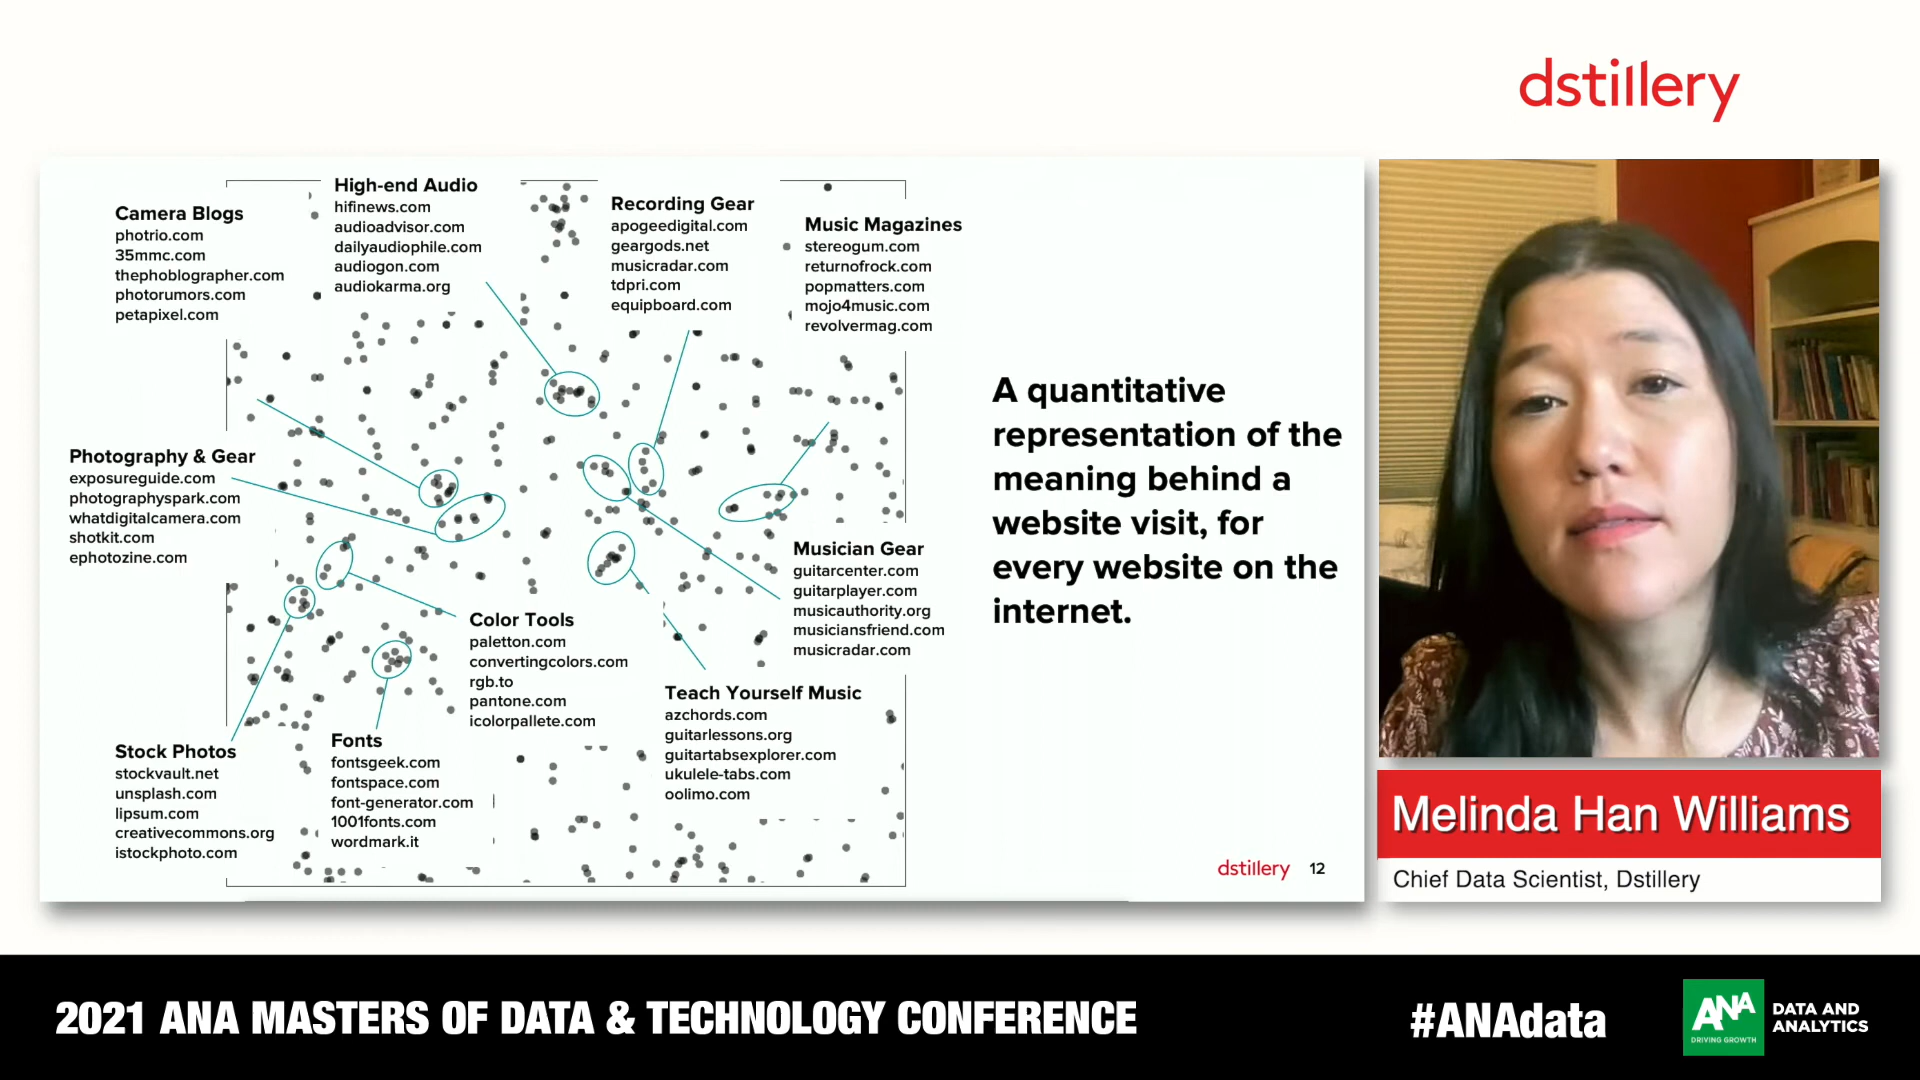 dstillery
High-end Audio
hifinews.com
audioadvisor.com
dailyaudiophile.com
audiogon.com
audiokarma.org
Camera Blogs
photrio.com
35mmc.com
thephoblographer.com
photorumors.com
petapixel.com
Recording Gear
apogeedigital.com
geargods.net
musicradar.com
tdpri.com
equipboard.com
Music Magazines
stereogum.com
returnofrock.com
popmatters.com
mojo4music.com
revolvermag.com
Photography & Gear
exposureguide.com
photographyspark.com
whatdigitalcamera.com
shotkit.com
ephotozine.com
Musician Gear
guitarcenter.com
guitarplayer.com
musicauthority.org
musiciansfriend.com
musicradar.com
Color Tools
paletton.com
convertingcolors.com
rgb.to
pantone.com
icolorpallete.com
Teach Yourself Music
azchords.com
guitarlessons.org
guitartabsexplorer.com
ukulele-tabs.com
oolimo.com
Stock Photos
stockvault.net
unsplash.com
lipsum.com
creativecommons.org
istockphoto.com
Fonts
fontsgeek.com
fontspace.com
font-generator.com
1001fonts.com
wordmark.it
A quantitative
representation of the
meaning behind a
website visit, for
every website on the
internet.
dstillery 12
Melinda Han Williams
Chief Data Scientist, Dstillery
2021 ANA MASTERS OF DATA & TECHNOLOGY CONFERENCE
#ANAdata
ANA
DRIVING GROWTH
DATA AND
ANALYTICS